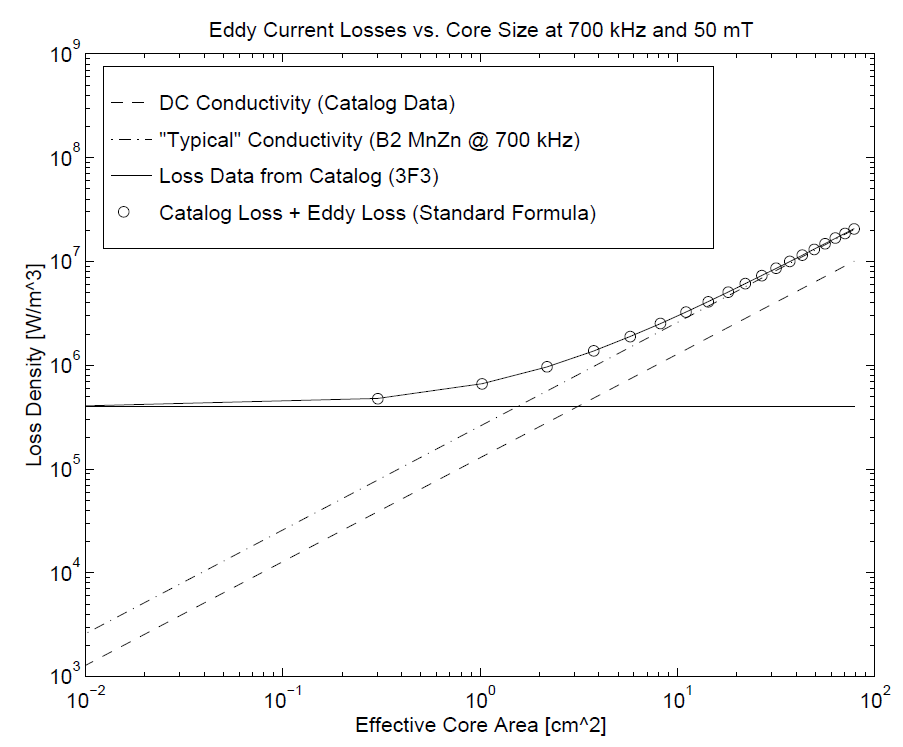 Eddy Current Losses vs. Core Size at 700 kHz and 50 mT
10^9
DC Conductivity (Catalog Data)
"Typical" Conductivity (B2 MnZn @ 700 kHz)
10^8
Loss Data from Catalog (3F3)
Catalog Loss + Eddy Loss (Standard Formula)
10^7
Loss Density [W/m^3]
10^6
10^5
10^4
10^3
10^-2 10^-1 10^0 10^1 10^2
Effective Core Area [cm^2]